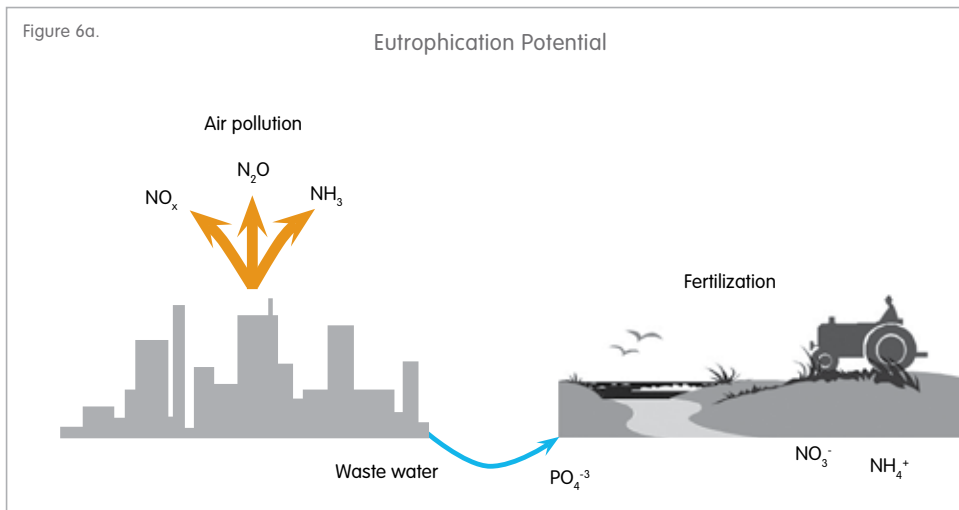 Figure 6a.
Eutrophication Potential
Air pollution
N₂O
NOₓ
NH₃
Fertilization
Waste water
PO₄⁻³
NO₃⁻
NH₄⁺